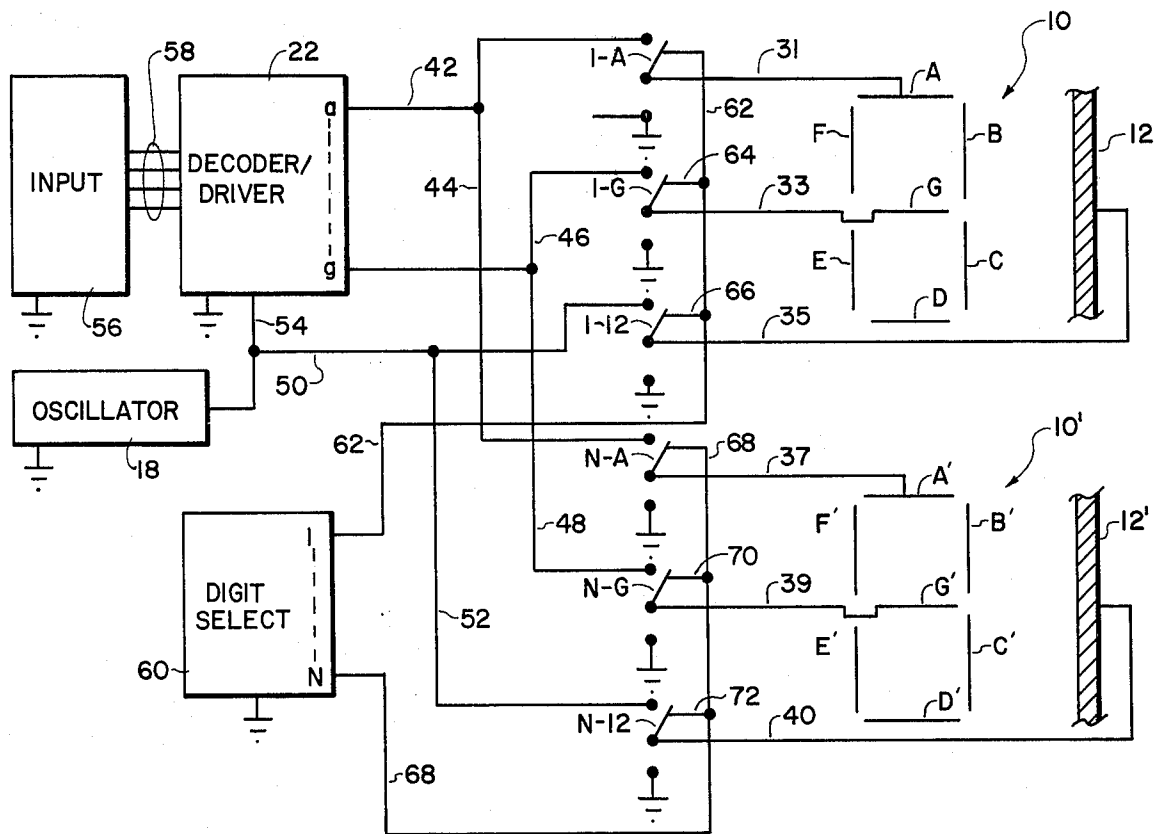 58
22
42
1-A
31
10
A
62
F
B
12
a
INPUT
DECODER/
DRIVER
44
64
1-G
33
G
46
g
E
C
66
56
54
1-12
35
D
50
OSCILLATOR
18
62
N-A
68
37
10'
A'
F'
B'
12'
48
1
DIGIT
SELECT
70
N-G
39
G'
52
E'
C'
60
N
72
D'
N-12
40
68